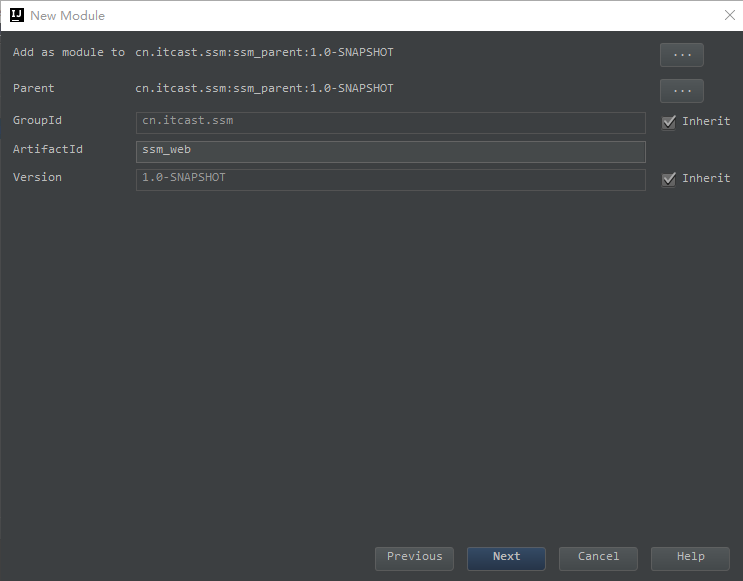 IJ New Module
Add as module to cn.itcast.ssm:ssm_parent:1.0-SNAPSHOT ...
Parent cn.itcast.ssm:ssm_parent:1.0-SNAPSHOT ...
GroupId cn.itcast.ssm Inherit
ArtifactId ssm_web
Version 1.0-SNAPSHOT Inherit
Previous Next Cancel Help